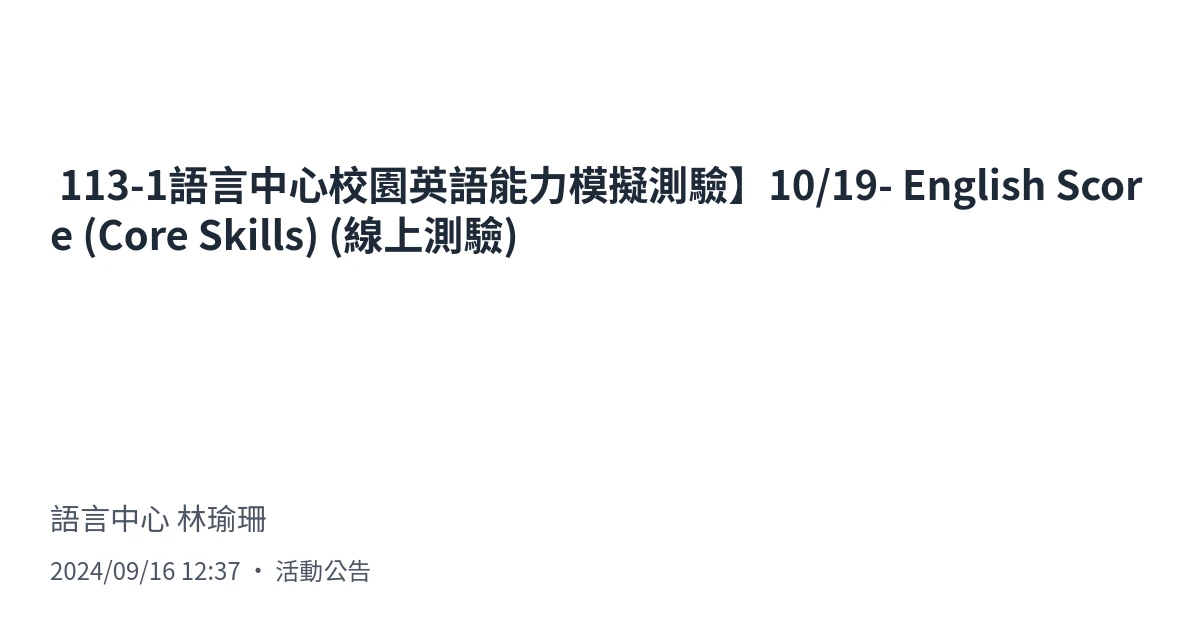 113-1語言中心校園英語能力模擬測驗】10/19- English Scor
e (Core Skills) (線上測驗)
語言中心 林瑜珊
2024/09/16 12:37 ・ 活動公告